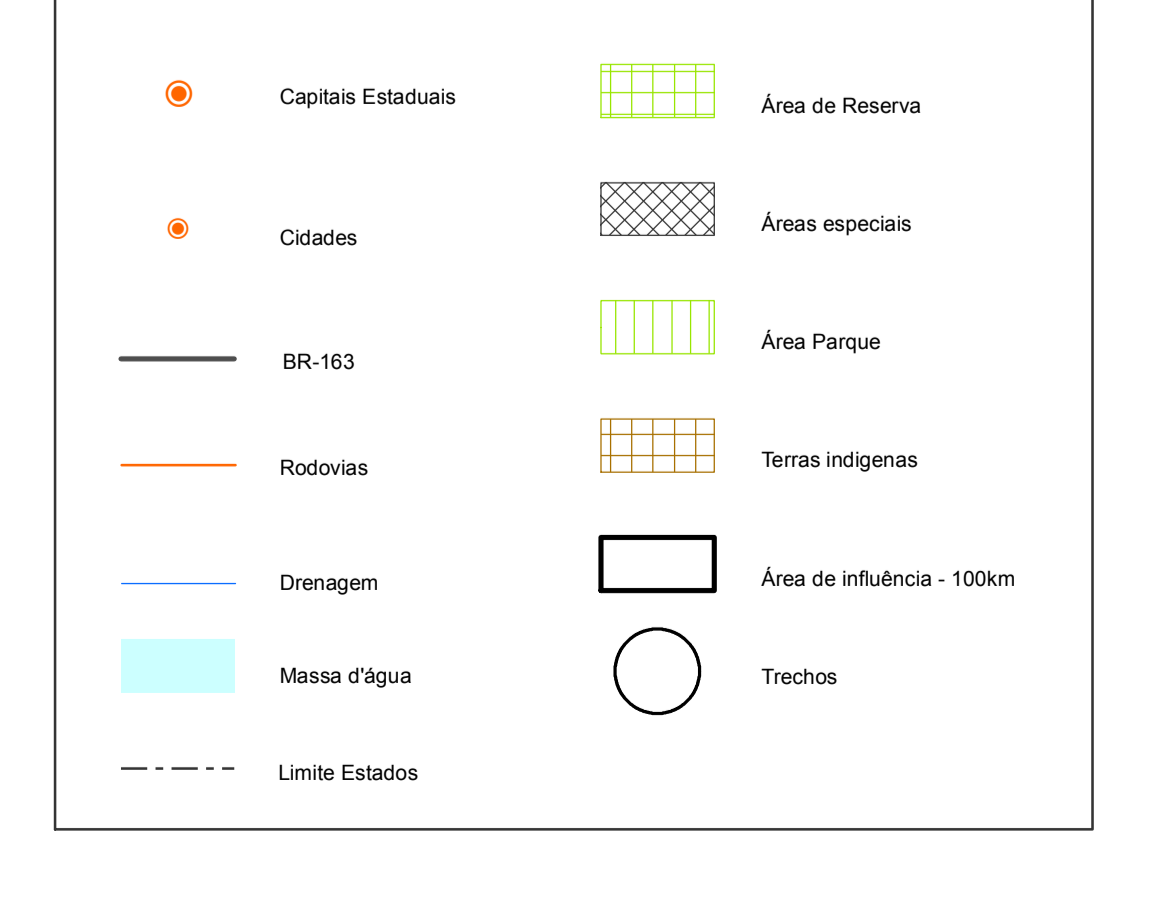 Capitais Estaduais
Cidades
BR-163
Rodovias
Drenagem
Massa d'água
Limite Estados
Área de Reserva
Áreas especiais
Área Parque
Terras indigenas
Área de influência - 100km
Trechos